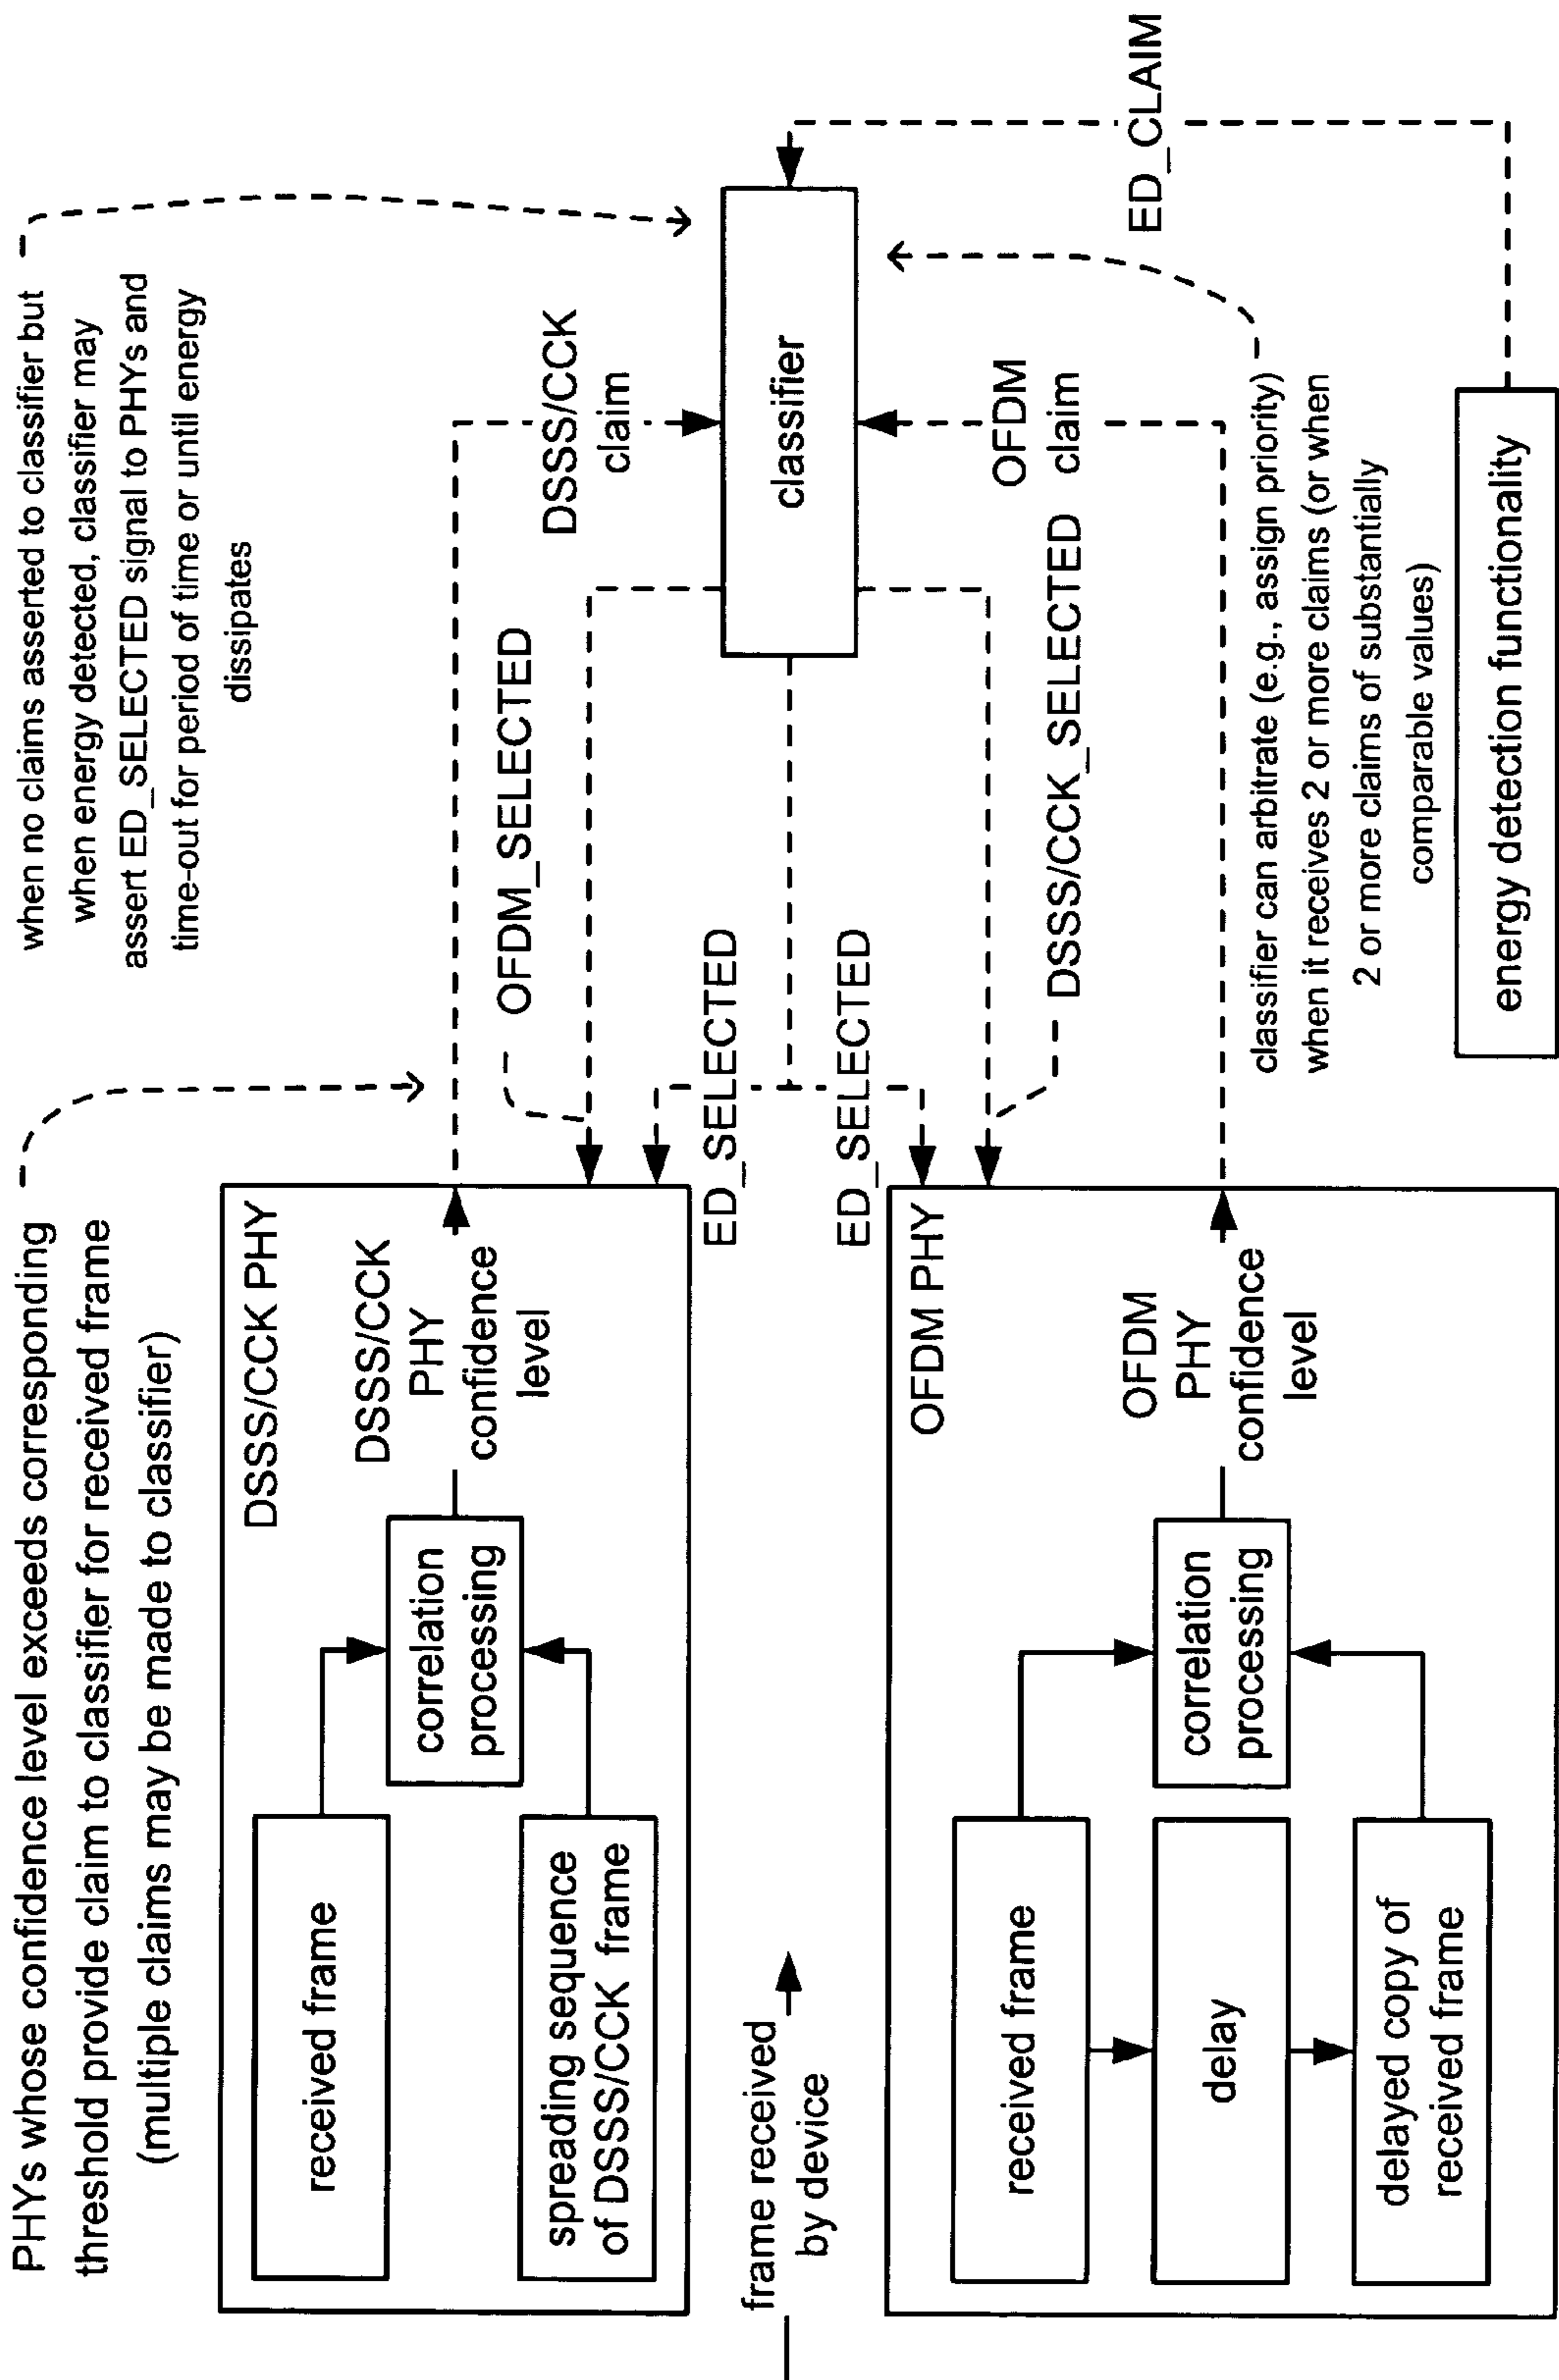 PHYs whose confidence level exceeds corresponding
threshold provide claim to classifier for received frame
(multiple claims may be made to classifier)
when no claims asserted to classifier but
when energy detected, classifier may
assert ED_SELECTED signal to PHYs and
time-out for period of time or until energy
dissipates
DSSS/CCK PHY
received frame
spreading sequence
of DSSS/CCK frame
correlation
processing
DSSS/CCK
PHY
confidence
level
OFDM_SELECTED
DSSS/CCK
claim
ED_SELECTED
ED_SELECTED
classifier
frame received
by device
OFDM PHY
received frame
delay
delayed copy of
received frame
correlation
processing
OFDM
PHY
confidence
level
OFDM
claim
DSSS/CCK_SELECTED
ED_CLAIM
classifier can arbitrate (e.g., assign priority)
when it receives 2 or more claims (or when
2 or more claims of substantially
comparable values)
energy detection functionality